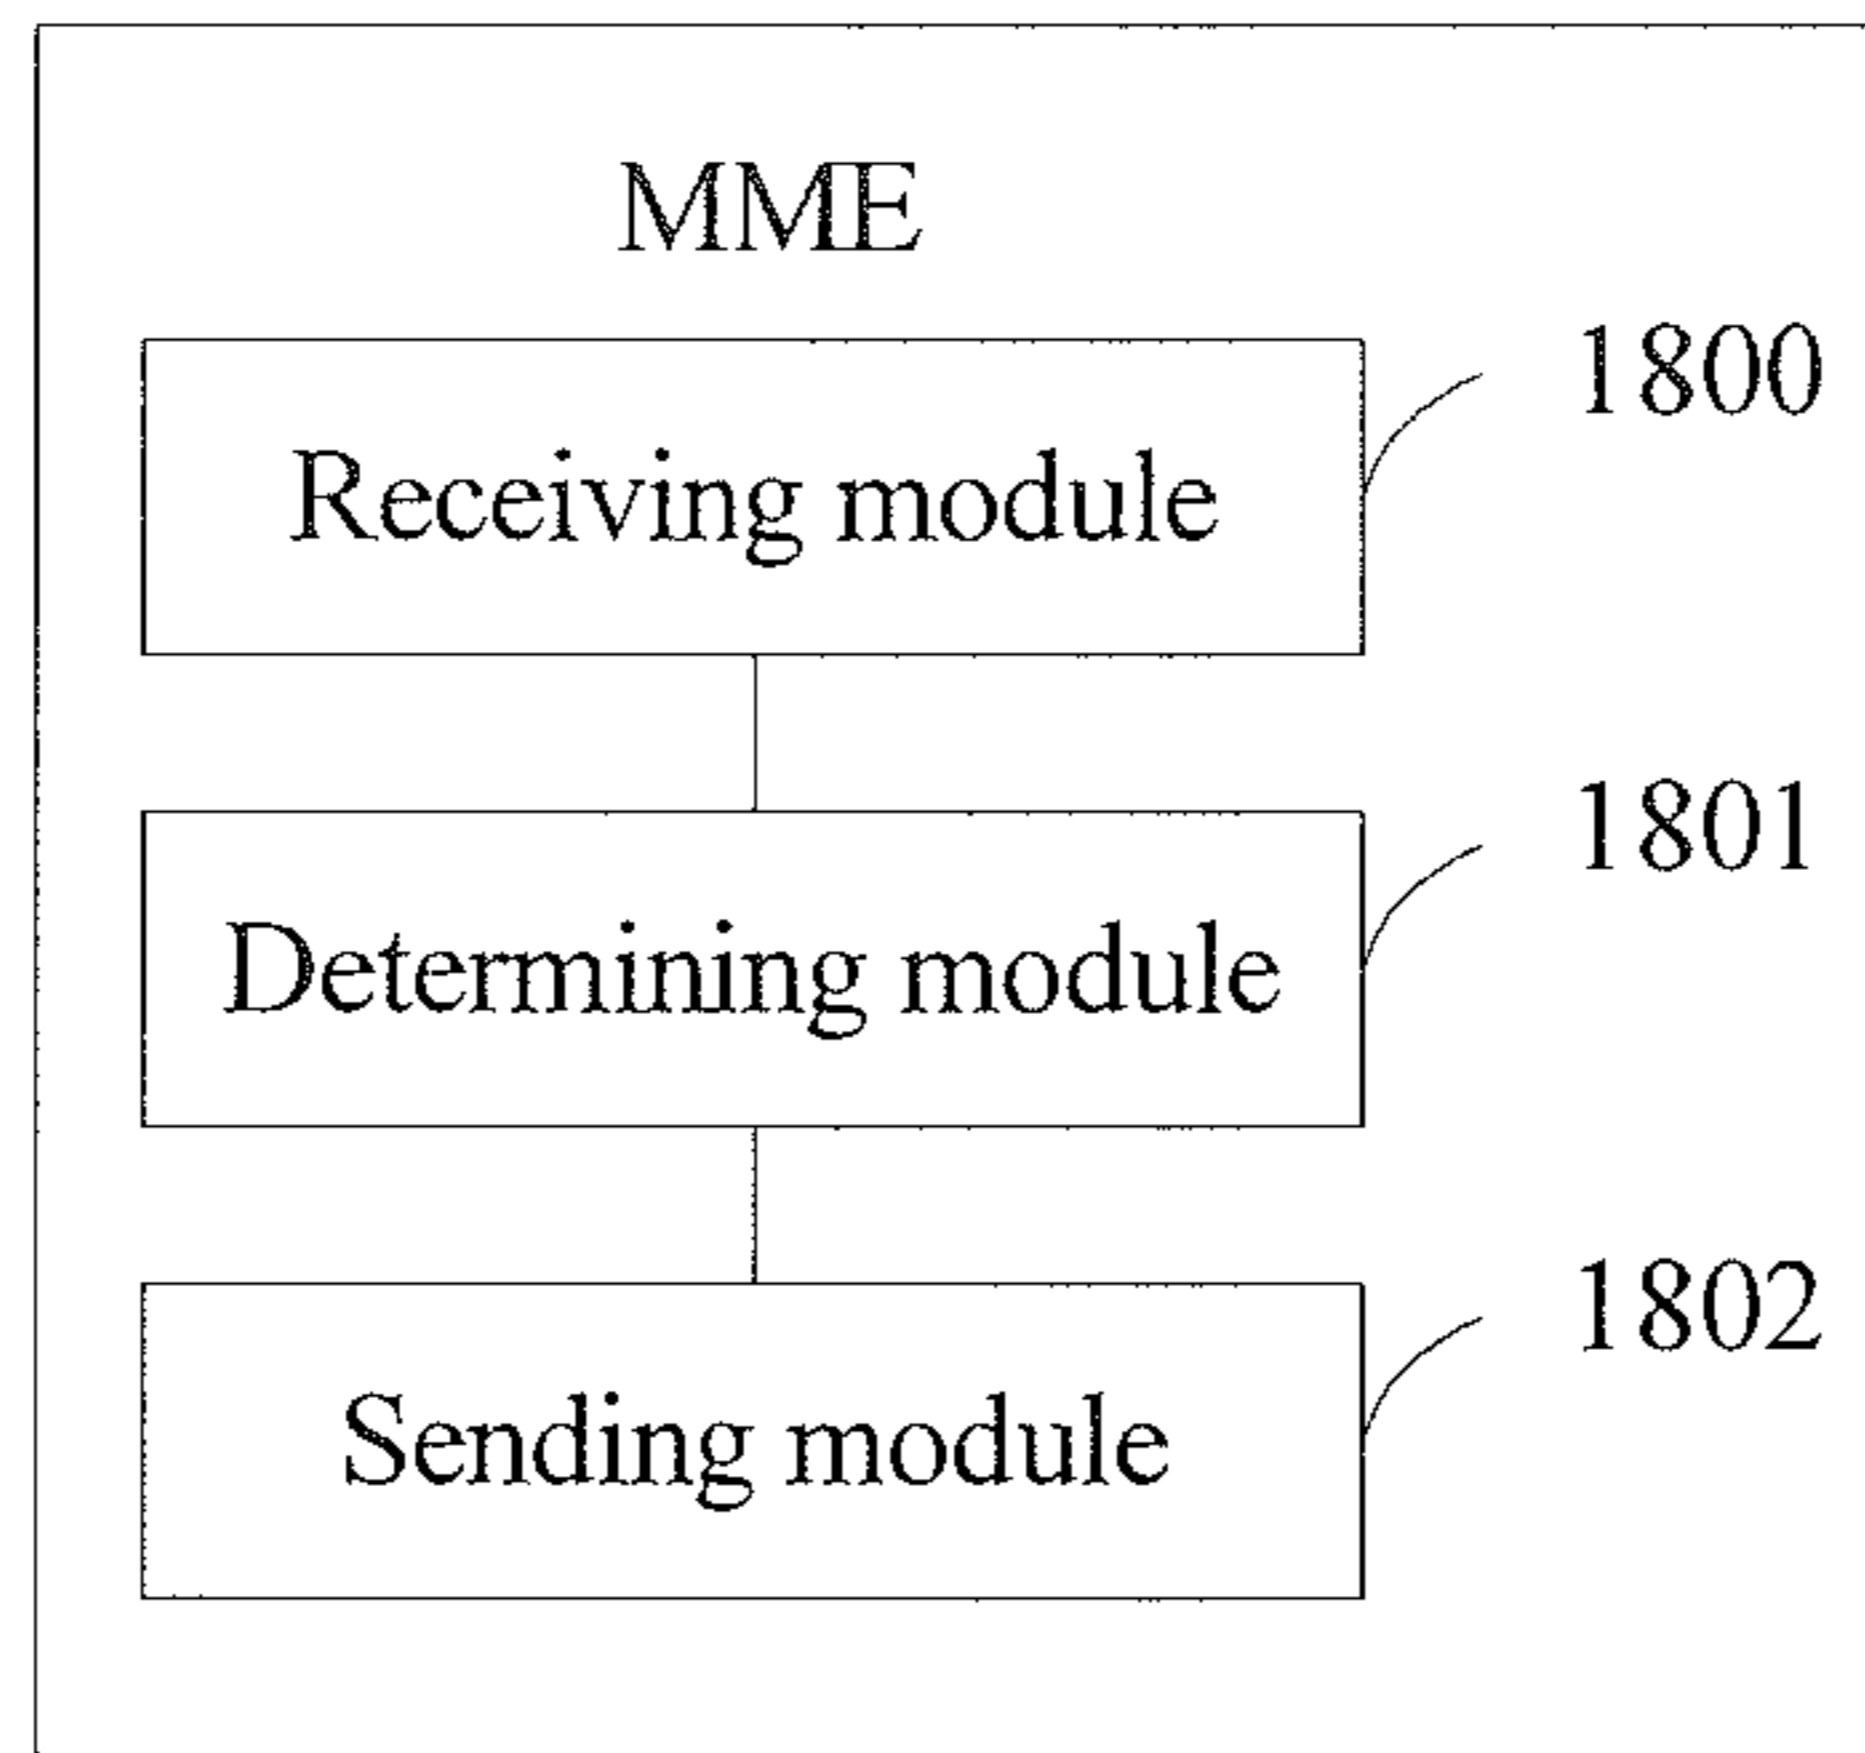 MME
1800
Receiving module
1801
Determining module
1802
Sending module